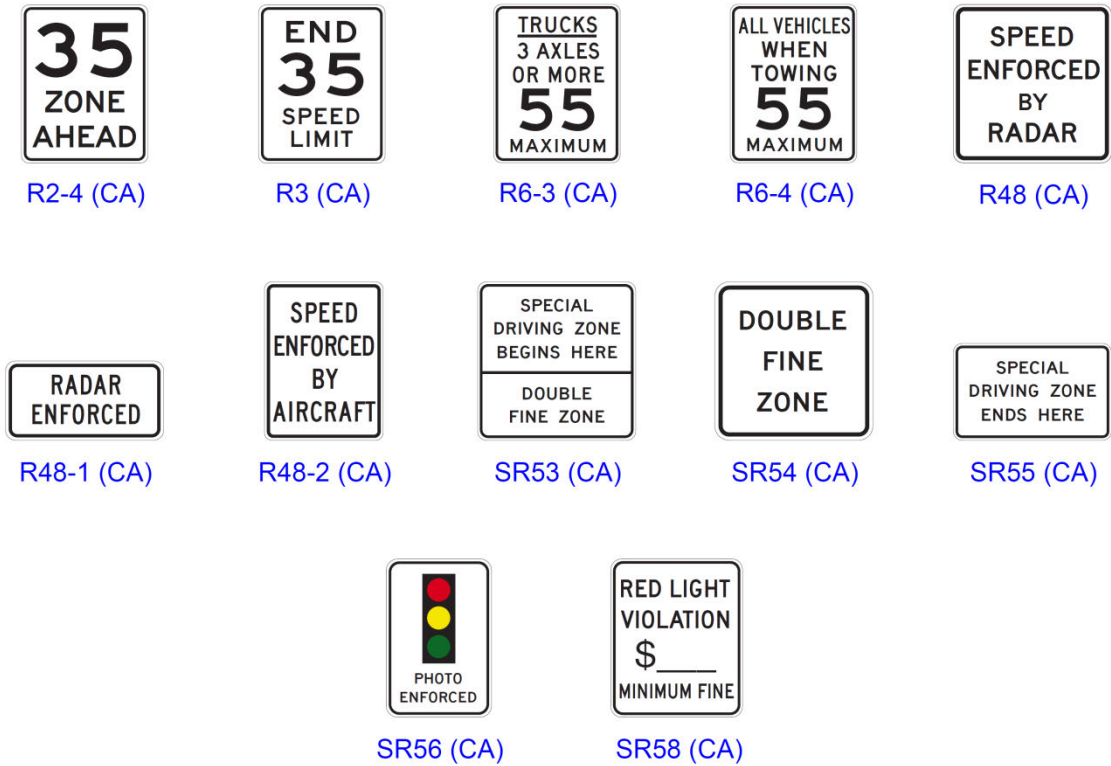 35
ZONE
AHEAD
R2-4 (CA)
END
35
SPEED
LIMIT
R3 (CA)
TRUCKS
3 AXLES
OR MORE
55
MAXIMUM
R6-3 (CA)
ALL VEHICLES
WHEN
TOWING
55
MAXIMUM
R6-4 (CA)
SPEED
ENFORCED
BY
RADAR
R48 (CA)
RADAR
ENFORCED
R48-1 (CA)
SPEED
ENFORCED
BY
AIRCRAFT
R48-2 (CA)
SPECIAL
DRIVING ZONE
BEGINS HERE
DOUBLE
FINE ZONE
SR53 (CA)
DOUBLE
FINE
ZONE
SR54 (CA)
SPECIAL
DRIVING ZONE
ENDS HERE
SR55 (CA)
PHOTO
ENFORCED
SR56 (CA)
RED LIGHT
VIOLATION
$___
MINIMUM FINE
SR58 (CA)